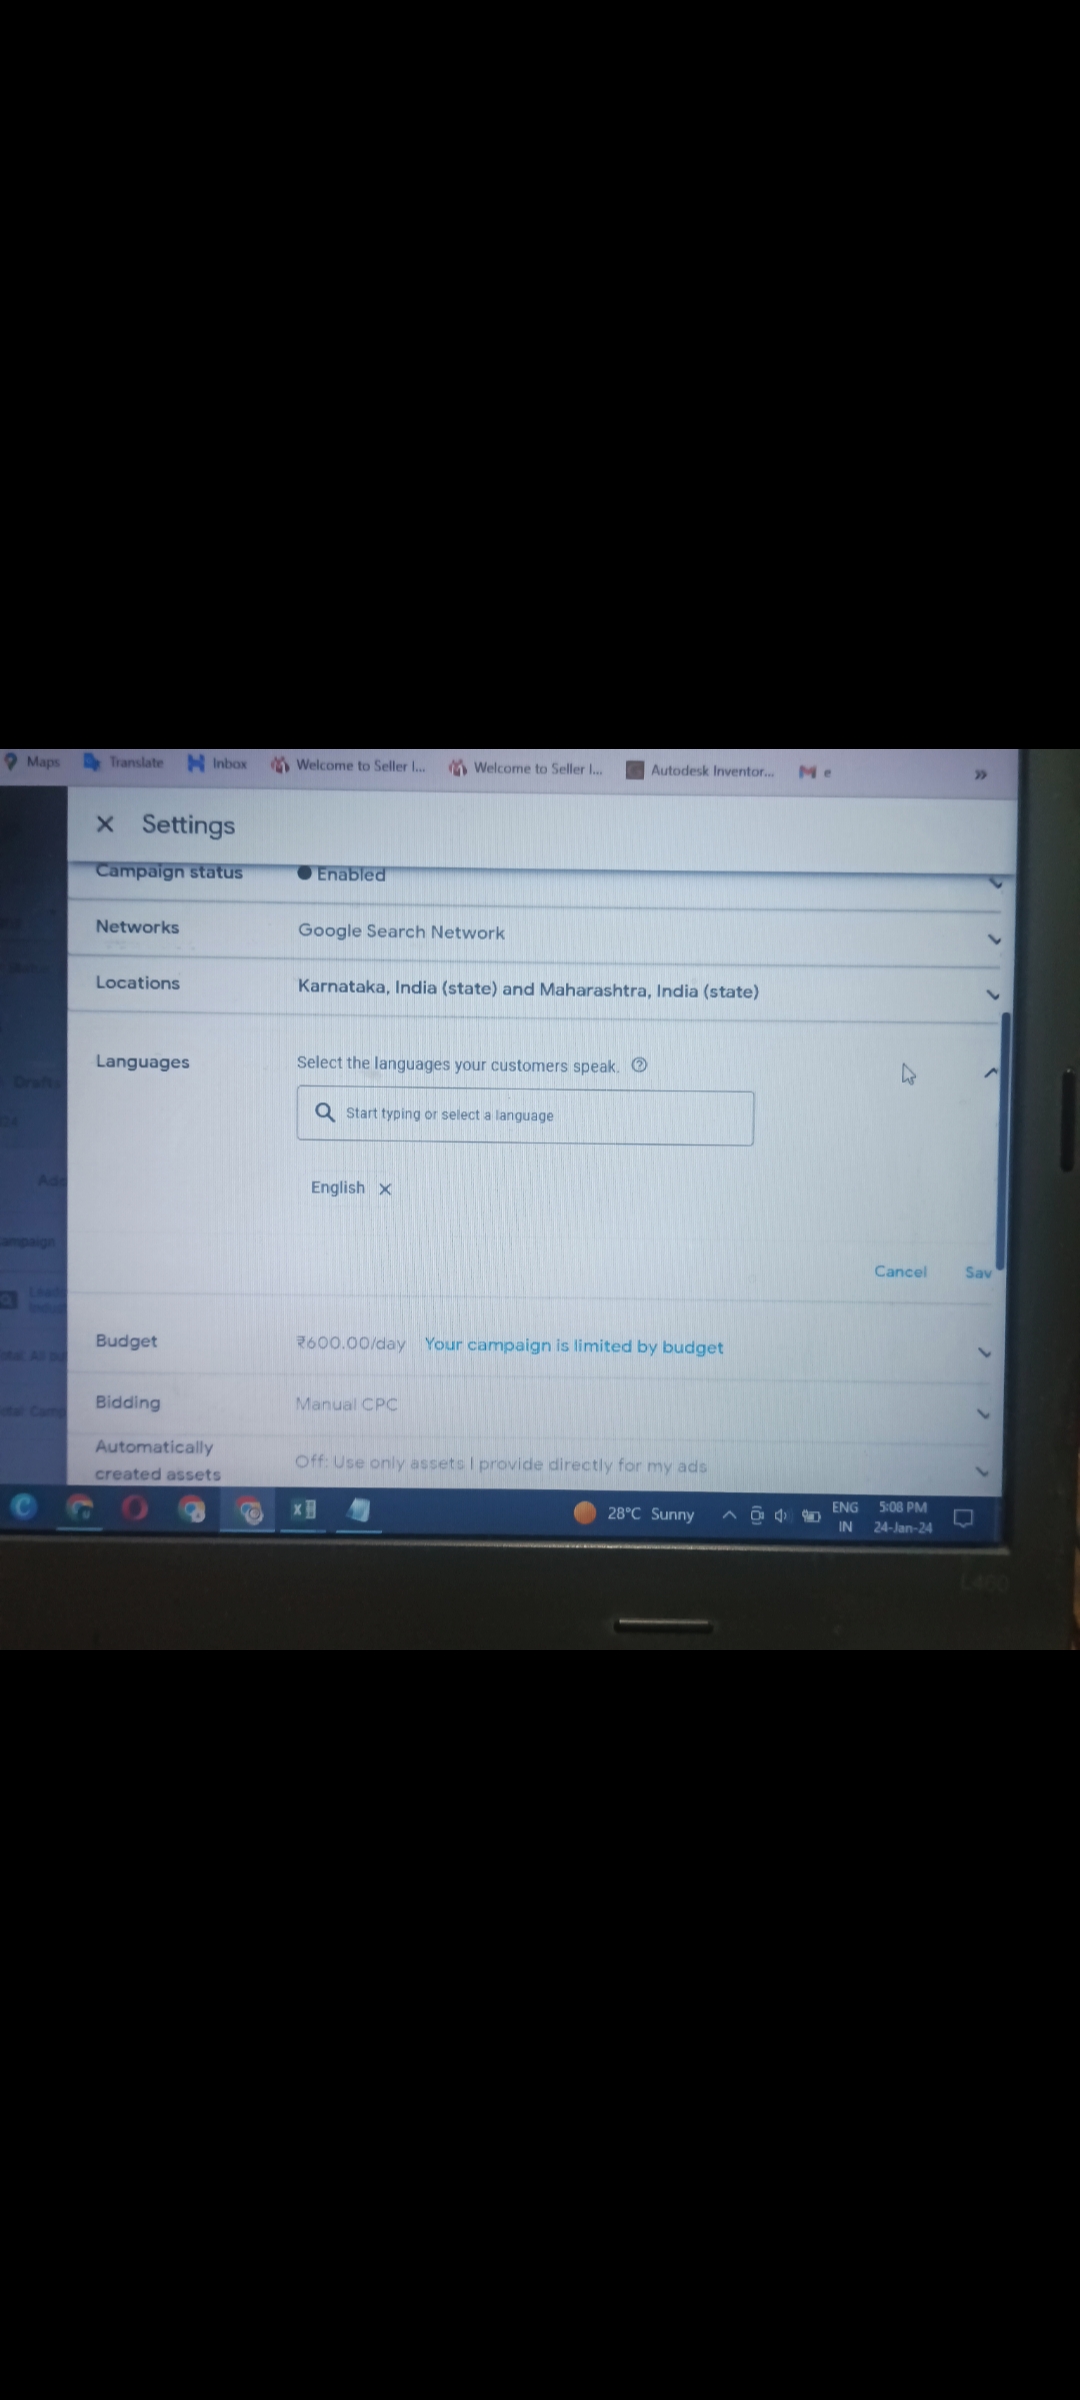 Maps Translate Inbox Welcome to Seller I... Welcome to Seller I... Autodesk Inventor... e »
Settings
Campaign status Enabled
Networks Google Search Network
Locations Karnataka, India (state) and Maharashtra, India (state)
Languages Select the languages your customers speak.
Start typing or select a language
Drafts
English
ampaign
Cancel Sav
Budget ₹600.00/day Your campaign is limited by budget
Bidding Manual CPC
Automatically
created assets
Off: Use only assets I provide directly for my ads
28°C Sunny
ENG
IN
5:08 PM
24-Jan-24
L460